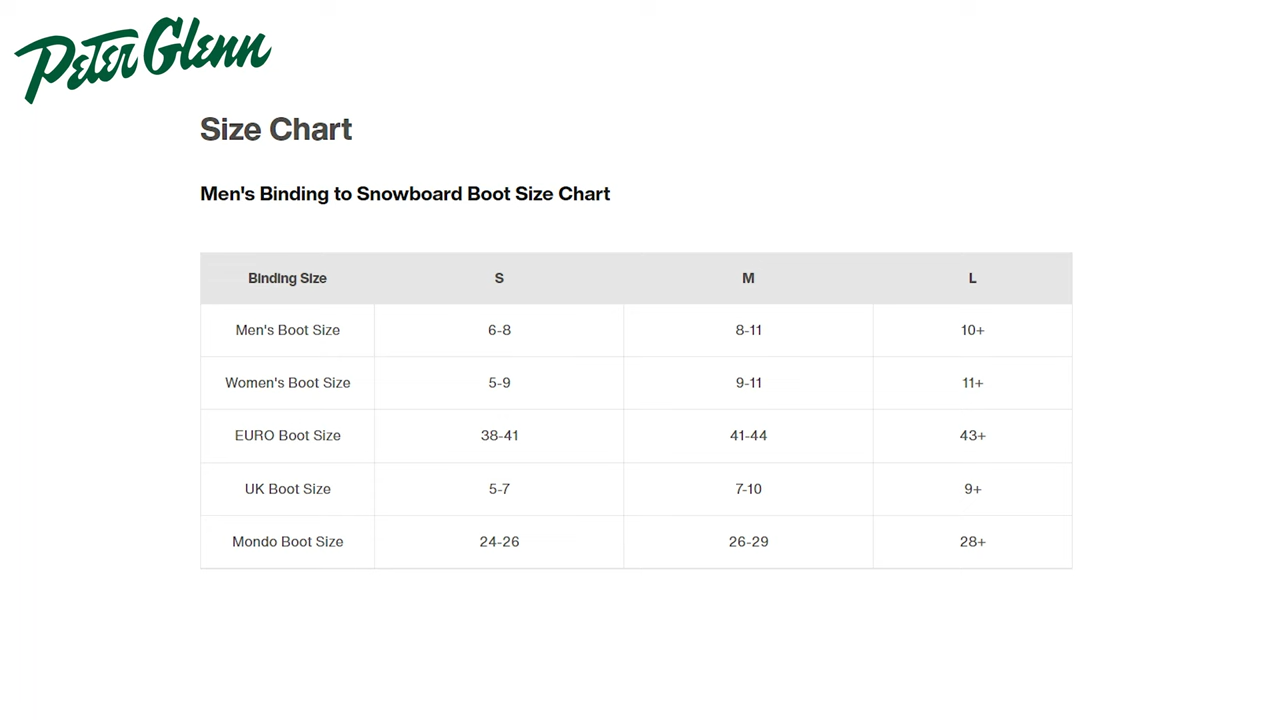 Peter Glenn
Size Chart
Men's Binding to Snowboard Boot Size Chart
Binding Size S M L
Men's Boot Size 6-8 8-11 10+
Women's Boot Size 5-9 9-11 11+
EURO Boot Size 38-41 41-44 43+
UK Boot Size 5-7 7-10 9+
Mondo Boot Size 24-26 26-29 28+